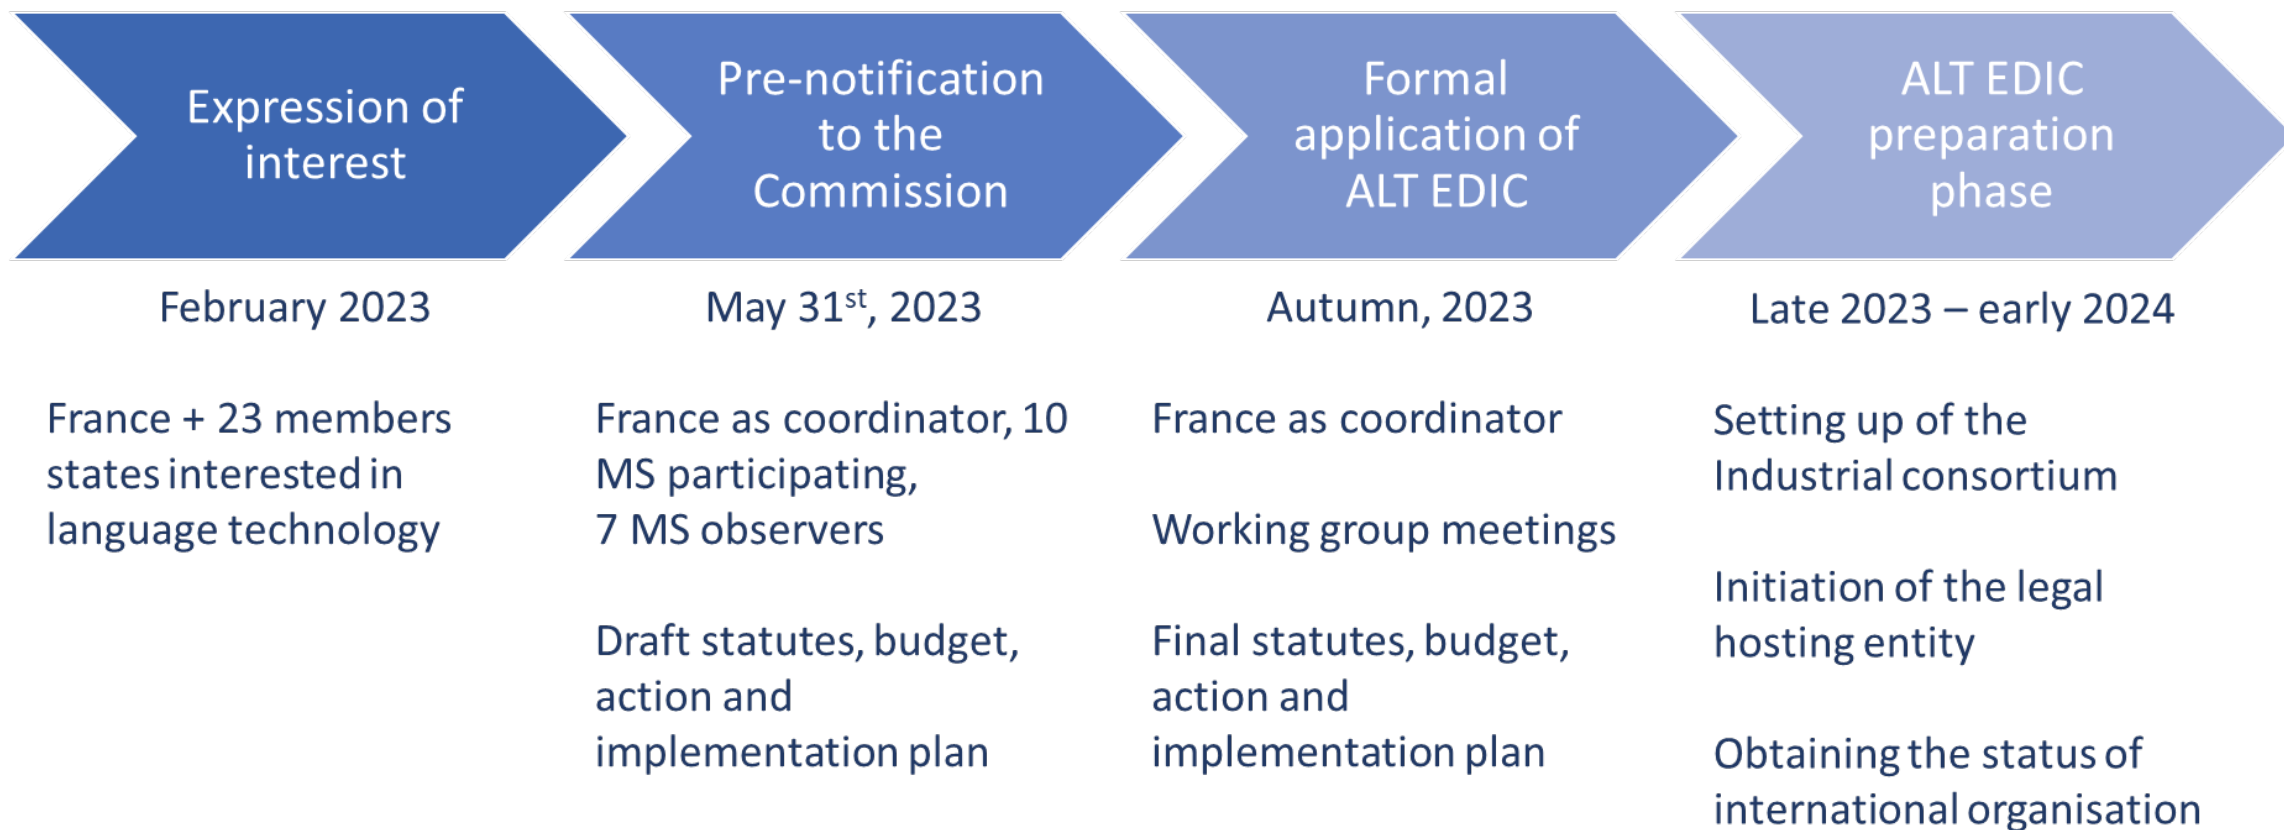 Expression of
interest
Pre-notification
to the
Commission
Formal
application of
ALT EDIC
ALT EDIC
preparation
phase
February 2023
May 31st, 2023
Autumn, 2023
Late 2023 – early 2024
France + 23 members
states interested in
language technology
France as coordinator, 10
MS participating,
7 MS observers
Draft statutes, budget,
action and
implementation plan
France as coordinator
Working group meetings
Final statutes, budget,
action and
implementation plan
Setting up of the
Industrial consortium
Initiation of the legal
hosting entity
Obtaining the status of
international organisation